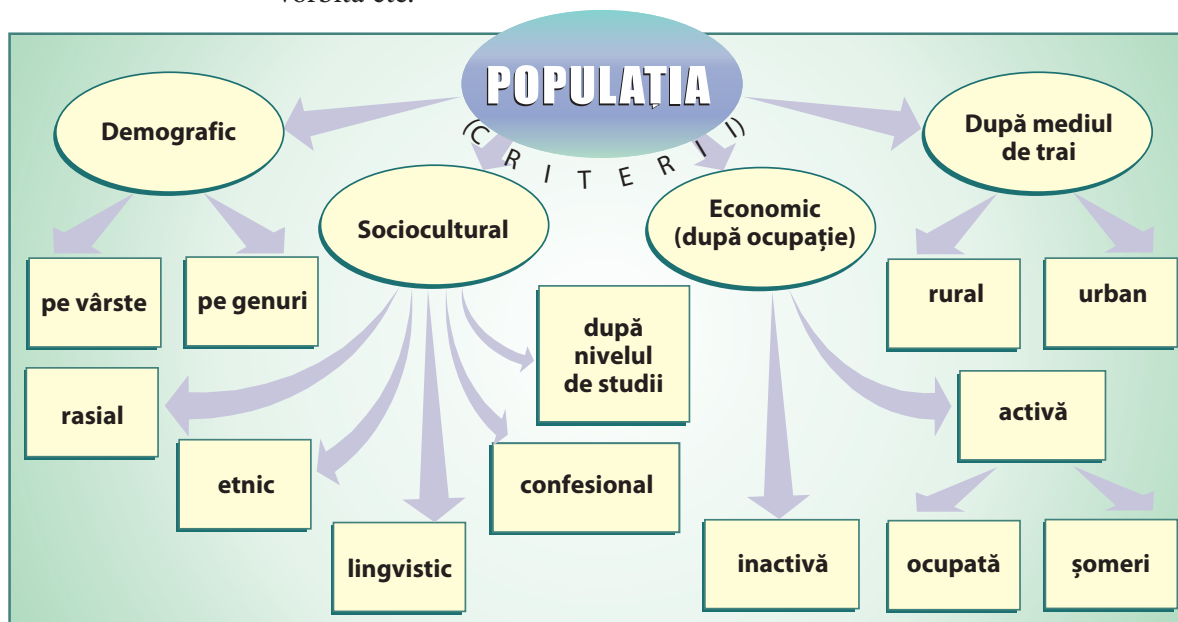 vorbită etc.
POPULAȚIA
(CRITERII)
Demografic
După mediul
de trai
Sociocultural
Economic
(după ocupație)
pe vârste
pe genuri
rural
urban
după
nivelul
de studii
rasial
activă
etnic
confesional
lingvistic
inactivă
ocupată
șomeri